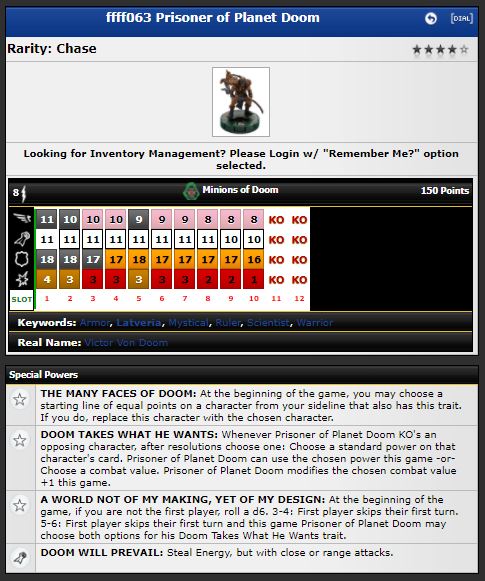 ffff063 Prisoner of Planet Doom
[DIAL]
Rarity: Chase
Looking for Inventory Management? Please Login w/ "Remember Me?" option
selected.
8 Minions of Doom 150 Points
11 10 10 10 9 9 9 8 8 8 KO KO
11 11 11 11 11 11 11 11 10 10 KO KO
18 18 17 17 18 18 17 17 17 16 KO KO
4 3 3 3 3 3 3 2 2 1 KO KO
SLOT 1 2 3 4 5 6 7 8 9 10 11 12
Keywords: Armor, Latveria, Mystical, Ruler, Scientist, Warrior
Real Name: Victor Von Doom
Special Powers
THE MANY FACES OF DOOM: At the beginning of the game, you may choose a
starting line of equal points on a character from your sideline that also has this trait.
If you do, replace this character with the chosen character.
DOOM TAKES WHAT HE WANTS: Whenever Prisoner of Planet Doom KO's an
opposing character, after resolutions choose one: Choose a standard power on that
character's card. Prisoner of Planet Doom can use the chosen power this game -or-
Choose a combat value. Prisoner of Planet Doom modifies the chosen combat value
+1 this game.
A WORLD NOT OF MY MAKING, YET OF MY DESIGN: At the beginning of the
game, if you are not the first player, roll a d6. 3-4: First player skips their first turn.
5-6: First player skips their first turn and this game Prisoner of Planet Doom may
choose both options for his Doom Takes What He Wants trait.
DOOM WILL PREVAIL: Steal Energy, but with close or range attacks.